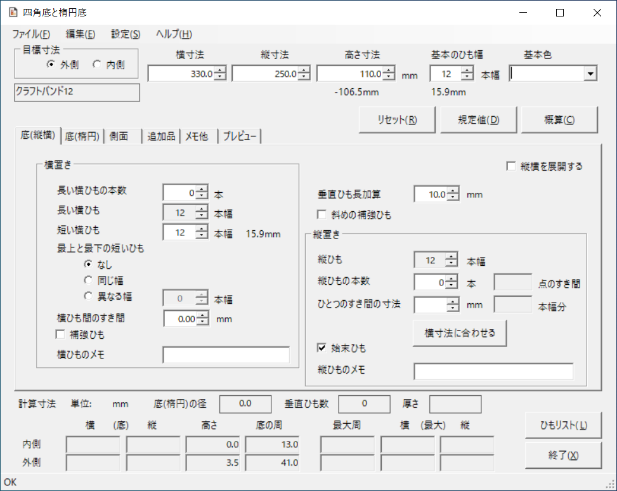 四角底と楕円底
ファイル(F) 編集(E) 設定(S) ヘルプ(H)
目標寸法 横寸法 縦寸法 高さ寸法 基本のひも幅 基本色
外側 内側 330.0 250.0 110.0 mm 12 本幅
クラフトバンド12 -106.5mm 15.9mm
リセット(R) 規定値(D) 概算(C)
底(縦横) 底(楕円) 側面 追加品 メモ他 プレビュー
横置き
縦横を展開する
長い横ひもの本数 0 本
垂直ひも長加算 10.0 mm
長い横ひも 12 本幅
斜めの補強ひも
短い横ひも 12 本幅 15.9mm
縦置き
最上と最下の短いひも
なし
縦ひも 12 本幅
同じ幅
縦ひもの本数 0 本 点のすき間
異なる幅 0 本幅
ひとつのすき間の寸法 mm 本幅分
横ひも間のすき間 0.00 mm
横寸法に合わせる
補強ひも
始末ひも
横ひものメモ
縦ひものメモ
計算寸法 単位: mm 底(楕円)の径 0.0 垂直ひも数 0 厚さ
横 (底) 縦 高さ 底の周 最大周 横 (最大) 縦
ひもリスト(L)
内側 0.0 13.0
外側 3.5 41.0
終了(X)
OK